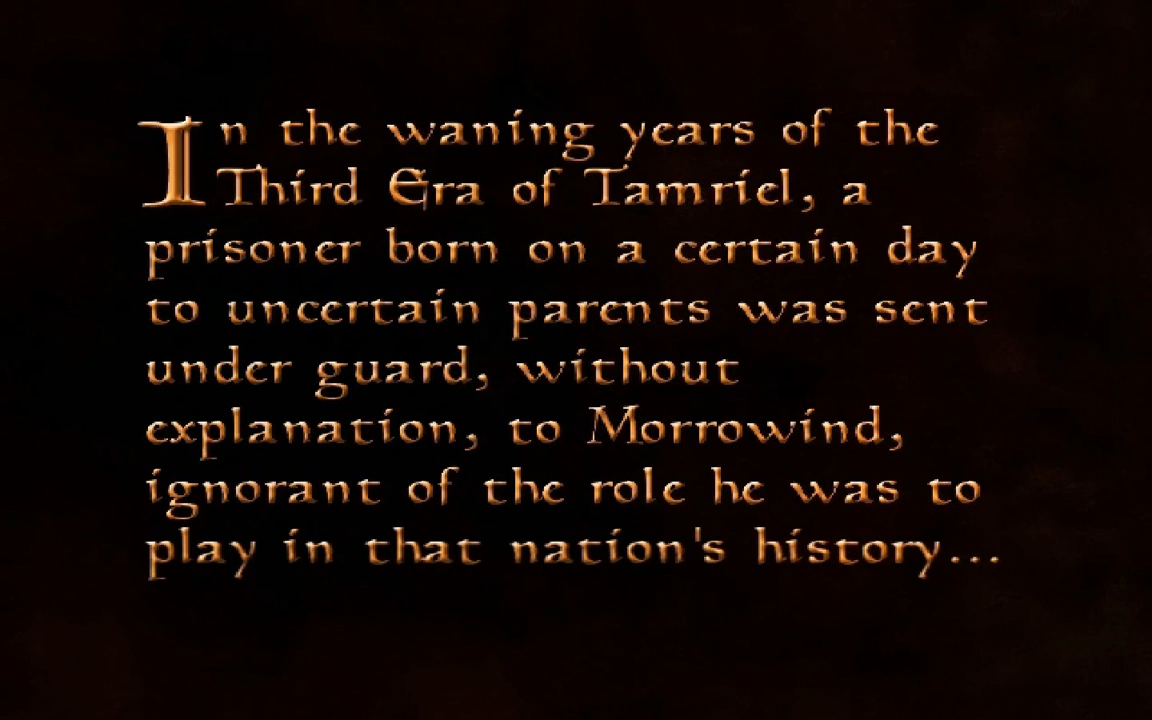 In the waning years of the
Third Era of Tamriel, a
prisoner born on a certain day
to uncertain parents was sent
under guard, without
explanation, to Morrowind,
ignorant of the role he was to
play in that nation's history...